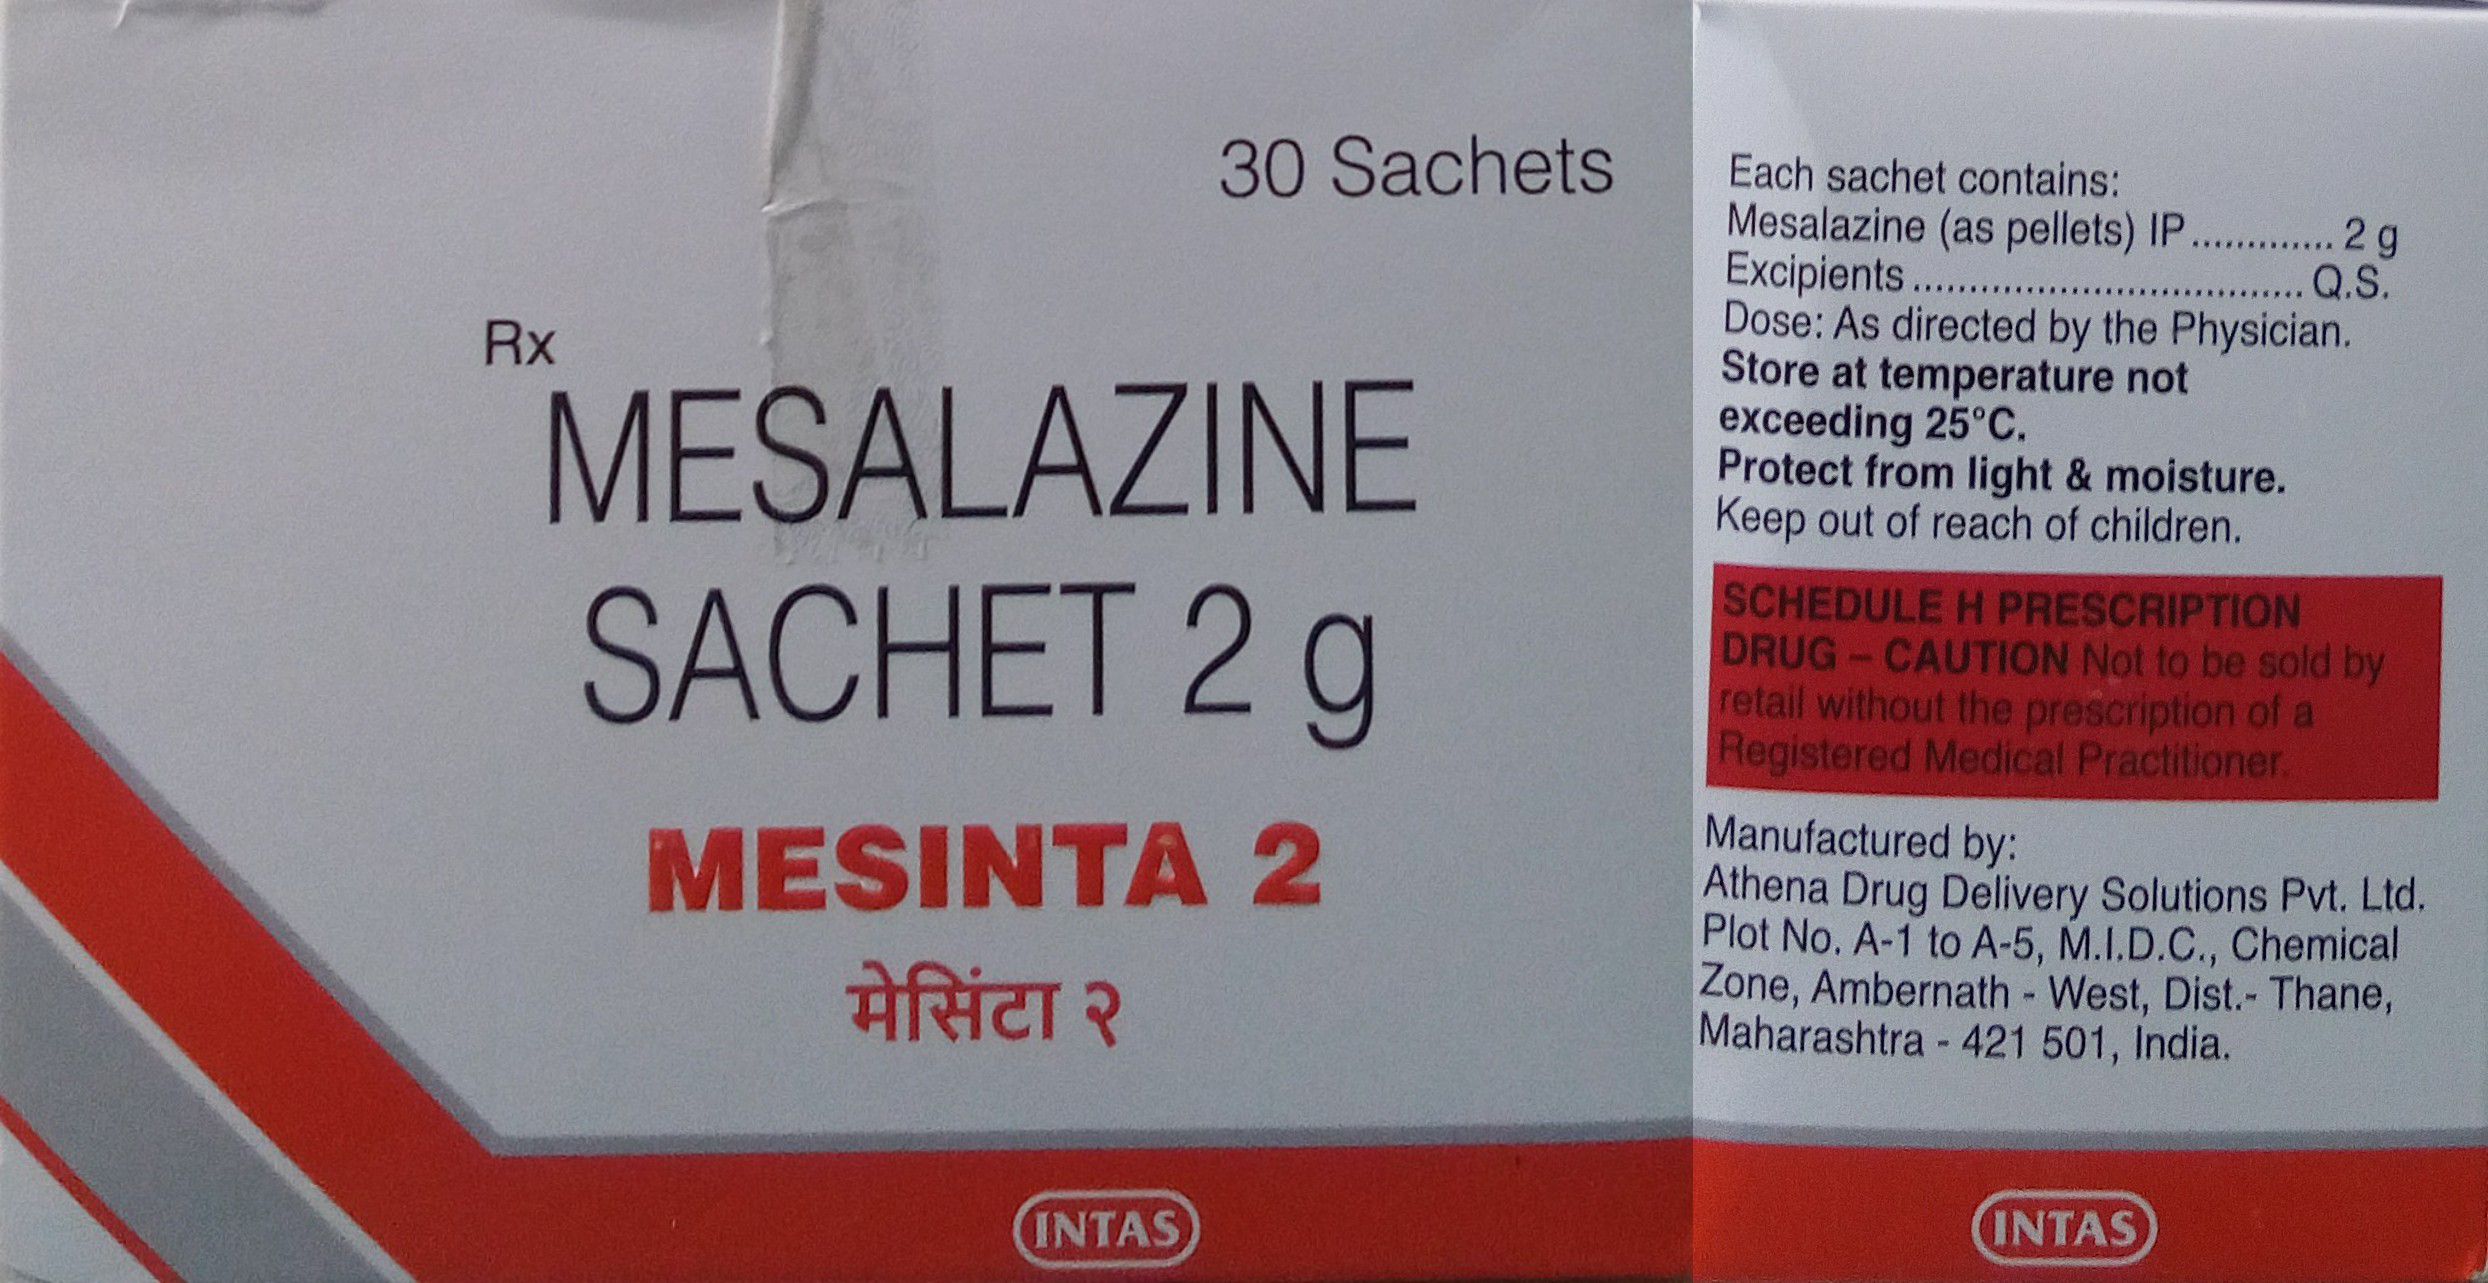 30 Sachets
Rx
MESALAZINE
SACHET 2 g
MESINTA 2
मेसिंटा २
INTAS
Each sachet contains:
Mesalazine (as pellets) IP ............. 2 g
Excipients .................................... Q.S.
Dose: As directed by the Physician.
Store at temperature not
exceeding 25°C.
Protect from light & moisture.
Keep out of reach of children.
SCHEDULE H PRESCRIPTION
DRUG – CAUTION Not to be sold by
retail without the prescription of a
Registered Medical Practitioner.
Manufactured by:
Athena Drug Delivery Solutions Pvt. Ltd.
Plot No. A-1 to A-5, M.I.D.C., Chemical
Zone, Ambernath - West, Dist.- Thane,
Maharashtra - 421 501, India.
INTAS